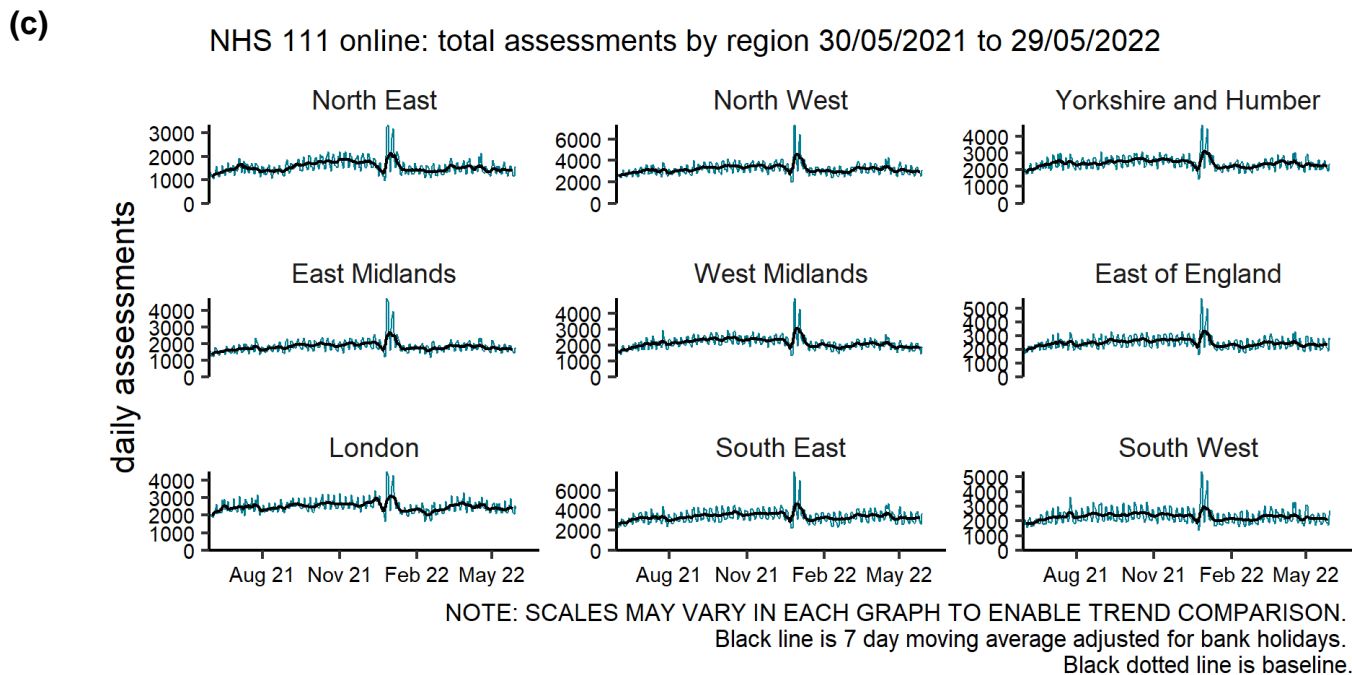 (c)
NHS 111 online: total assessments by region 30/05/2021 to 29/05/2022
daily assessments
North East
3000
2000
1000
0
North West
6000
4000
2000
0
Yorkshire and Humber
4000
3000
2000
1000
0
East Midlands
4000
3000
2000
1000
0
West Midlands
4000
3000
2000
1000
0
East of England
5000
4000
3000
2000
1000
0
London
4000
3000
2000
1000
0
Aug 21 Nov 21 Feb 22 May 22
South East
6000
4000
2000
0
Aug 21 Nov 21 Feb 22 May 22
South West
5000
4000
3000
2000
1000
0
Aug 21 Nov 21 Feb 22 May 22
NOTE: SCALES MAY VARY IN EACH GRAPH TO ENABLE TREND COMPARISON.
Black line is 7 day moving average adjusted for bank holidays.
Black dotted line is baseline.